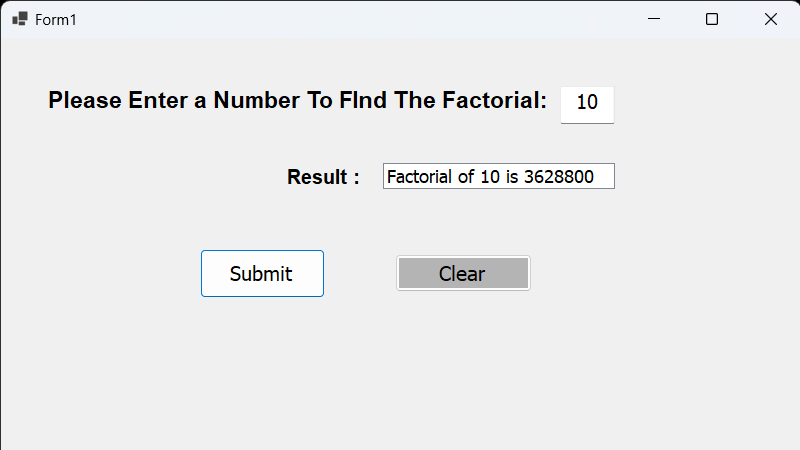 Form1
Please Enter a Number To FInd The Factorial: 10
Result : Factorial of 10 is 3628800
Submit Clear